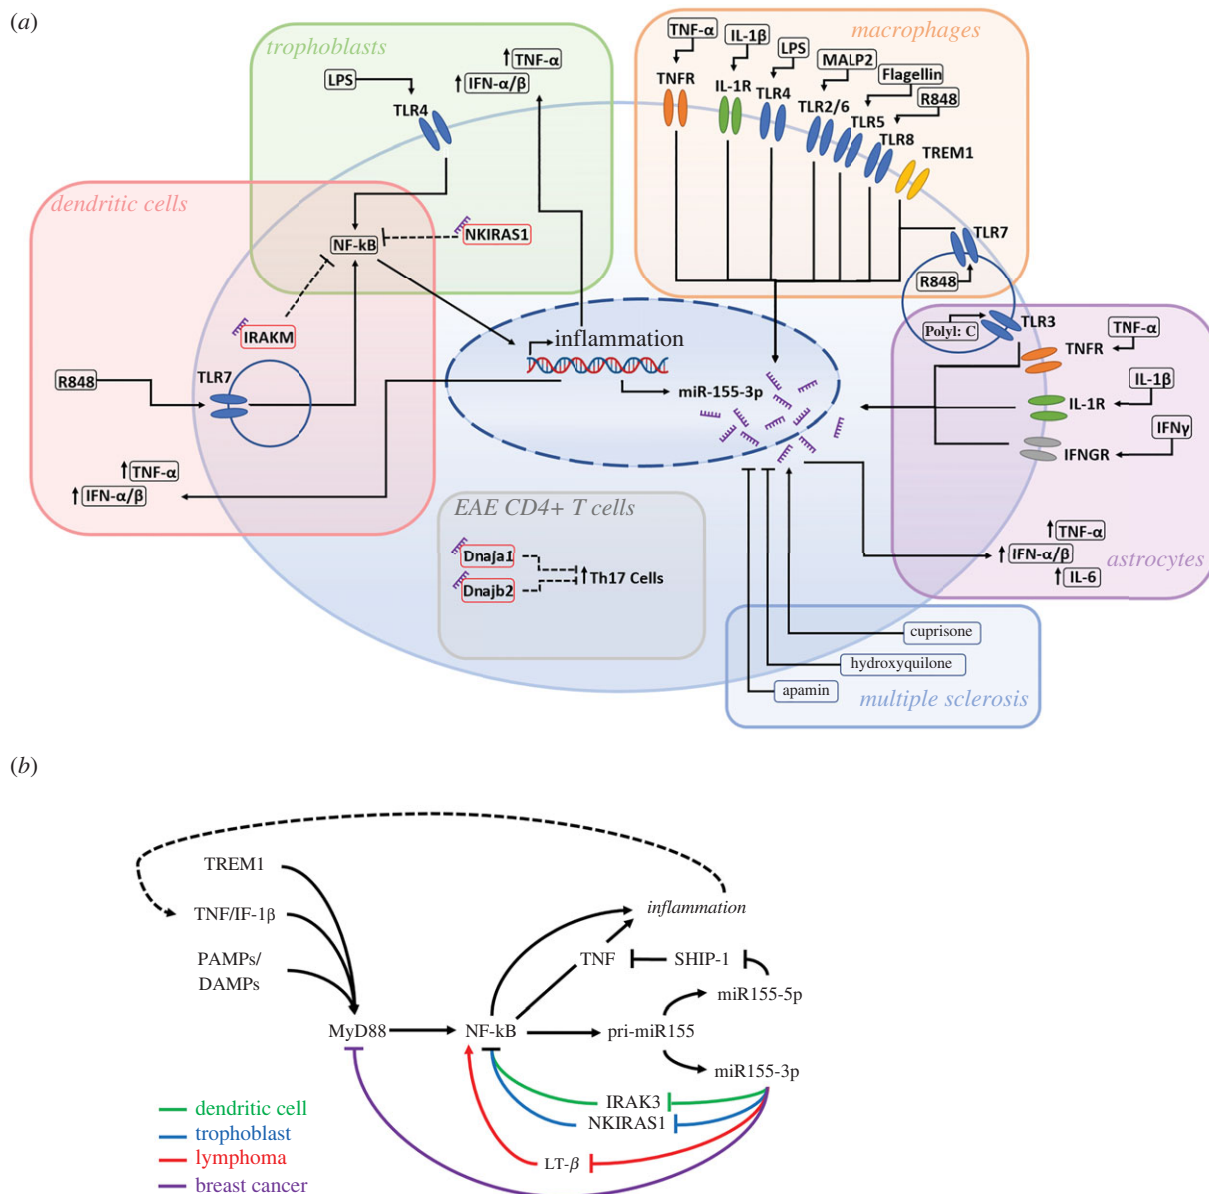 (a)
trophoblasts
LPS
TLR4
TNF-α
IFN-α/β
NF-kB
NKIRAS1
dendritic cells
IRAKM
R848
TLR7
TNF-α
IFN-α/β
macrophages
TNF-α
IL-1β
LPS
MALP2
Flagellin
R848
TNFR
IL-1R
TLR4
TLR2/6
TLR5
TLR8
TREM1
TLR7
R848
inflammation
miR-155-3p
PolyI: C
TLR3
TNF-α
TNFR
IL-1β
IL-1R
IFNγ
IFNGR
TNF-α
IFN-α/β
IL-6
astrocytes
EAE CD4+ T cells
Dnaja1
Dnajb2
Th17 Cells
cuprisone
hydroxyquilone
apamin
multiple sclerosis
(b)
TREM1
TNF/IF-1β
PAMPs/
DAMPs
MyD88
NF-kB
inflammation
TNF
SHIP-1
miR155-5p
pri-miR155
miR155-3p
IRAK3
NKIRAS1
LT-β
dendritic cell
trophoblast
lymphoma
breast cancer